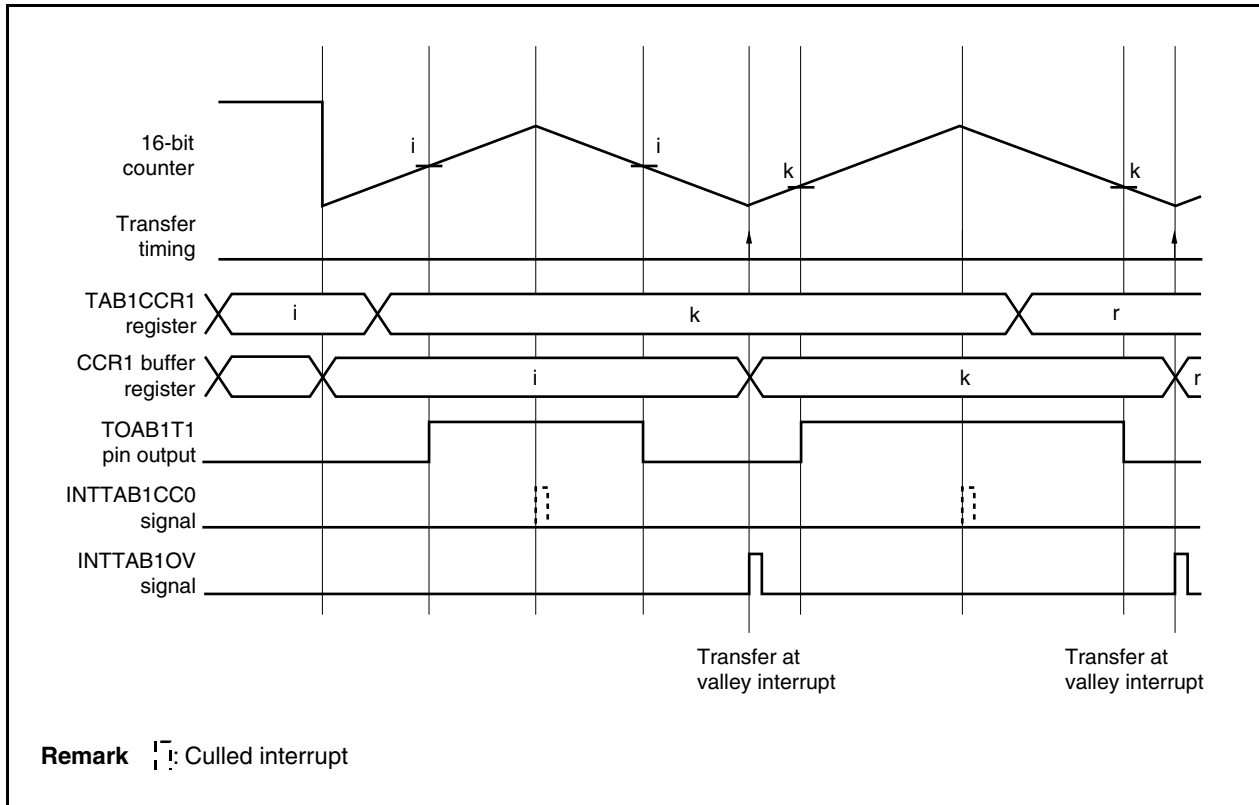 16-bit
counter
i
i
k
k
Transfer
timing
TAB1CCR1
register
i
k
r
CCR1 buffer
register
i
k
r
TOAB1T1
pin output
INTTAB1CC0
signal
INTTAB1OV
signal
Transfer at
valley interrupt
Transfer at
valley interrupt
Remark : Culled interrupt